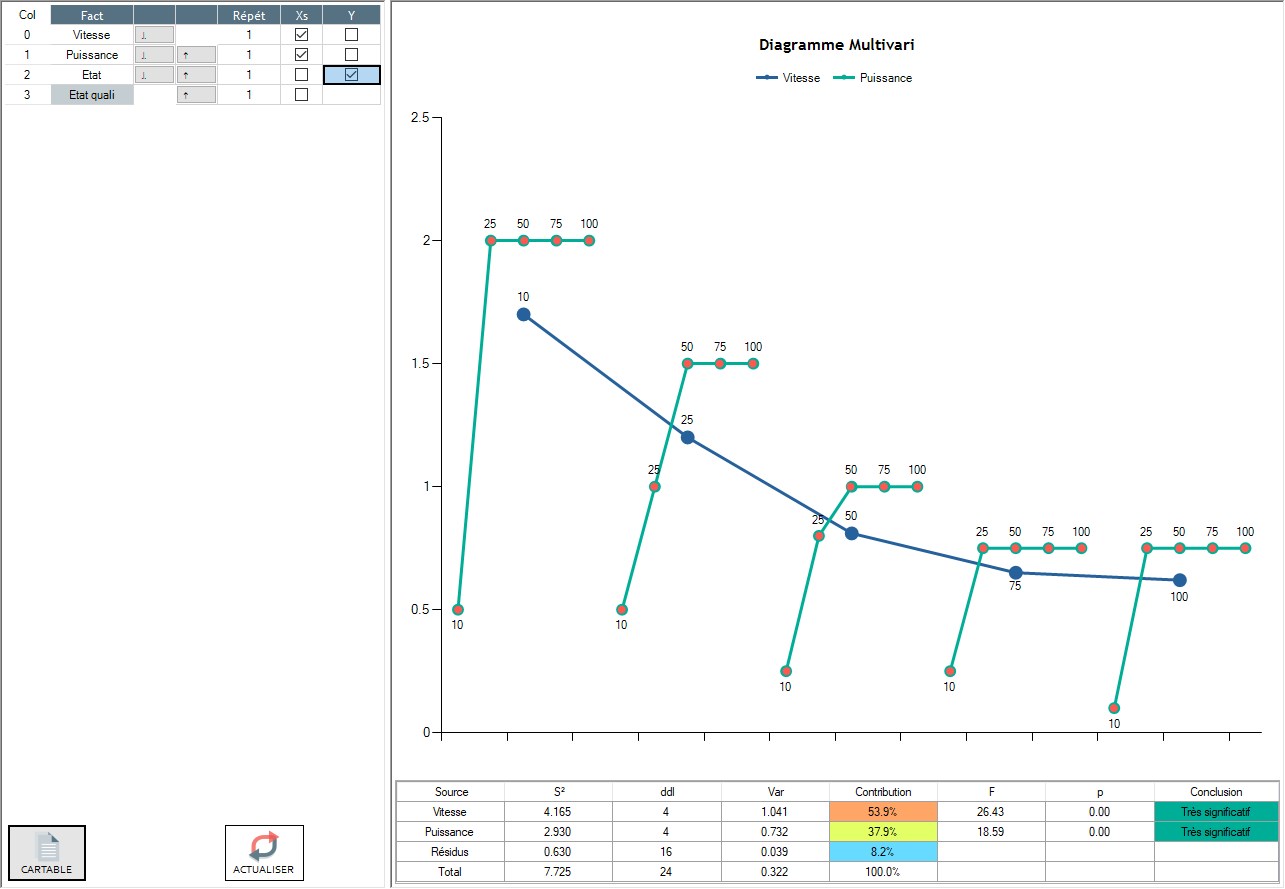 Col Fact Répét Xs Y
0 Vitesse ⊥ 1
1 Puissance ⊥ ↑ 1
2 Etat ⊥ ↑ 1
3 Etat quali ↑ 1
CARTABLE
ACTUALISER
Diagramme Multivari
Vitesse Puissance
2.5
25 50 75 100
2
10
50 75 100
1.5
25
25 50 75 100
1
25 50
25 50 75 100 25 50 75 100
75
100
0.5
10 10
10 10
10
0
Source S² ddl Var Contribution F p Conclusion
Vitesse 4.165 4 1.041 53.9% 26.43 0.00 Très significatif
Puissance 2.930 4 0.732 37.9% 18.59 0.00 Très significatif
Résidus 0.630 16 0.039 8.2%
Total 7.725 24 0.322 100.0%